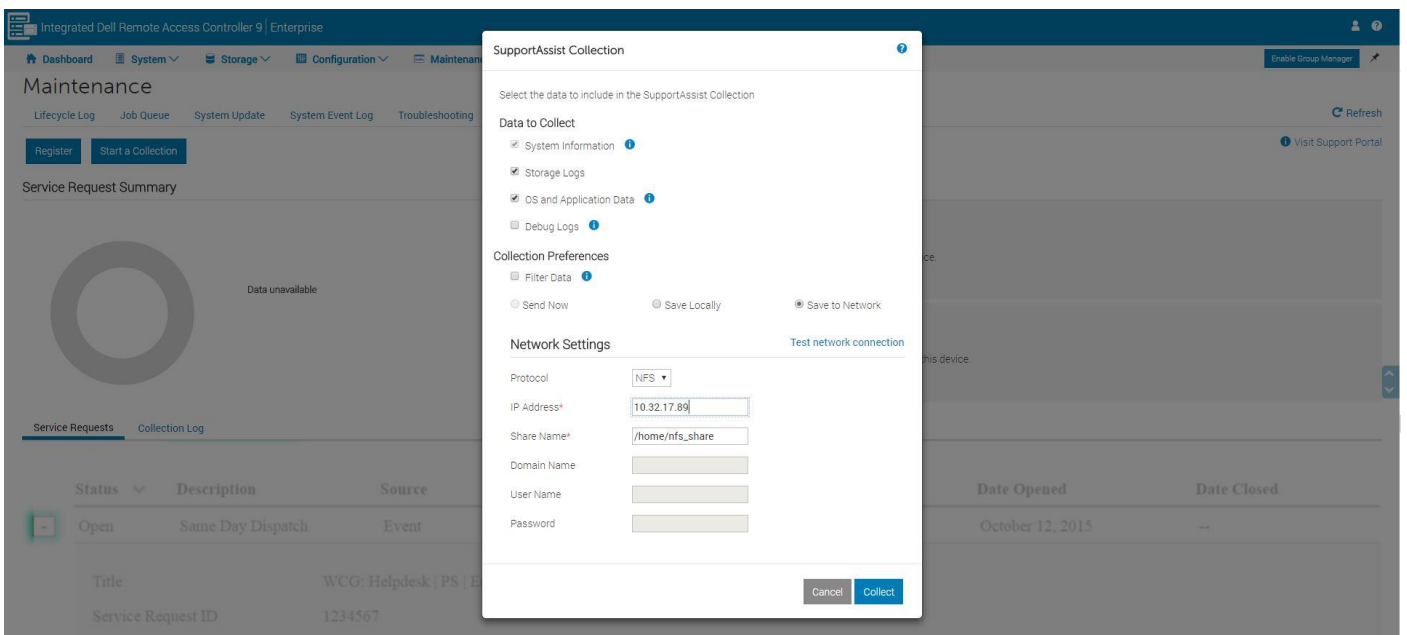 Integrated Dell Remote Access Controller 9 | Enterprise
Dashboard System Storage Configuration Maintenan
Enable Group Manager
Maintenance
Lifecycle Log Job Queue System Update System Event Log Troubleshooting
Refresh
Register Start a Collection
Visit Support Portal
Service Request Summary
Data unavailable
ce.
this device.
Service Requests Collection Log
Status Description Source Date Opened Date Closed
- Open Same Day Dispatch Event October 12, 2015 --
Title WCG: Helpdesk | PS | E
Service Request ID 1234567
SupportAssist Collection
Select the data to include in the SupportAssist Collection
Data to Collect
System Information
Storage Logs
OS and Application Data
Debug Logs
Collection Preferences
Filter Data
Send Now Save Locally Save to Network
Network Settings Test network connection
Protocol NFS
IP Address* 10.32.17.89
Share Name* /home/nfs_share
Domain Name
User Name
Password
Cancel Collect